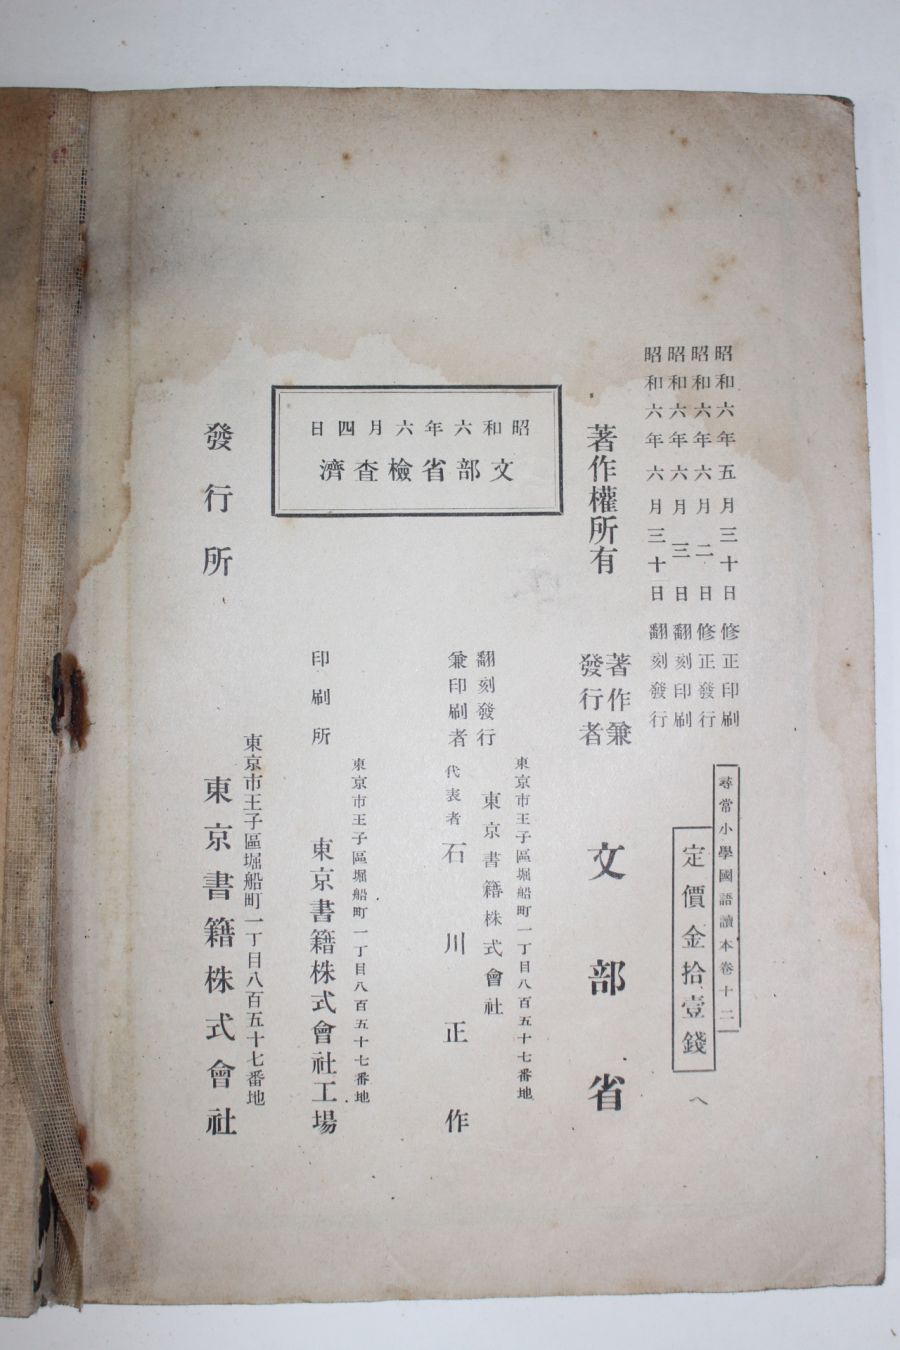 昭和六年五月三十日修正印刷
昭和六年六月二日修正發行
昭和六年六月三日翻刻印刷
昭和六年六月三十日翻刻發行
尋常小學國語讀本卷十二
定價金拾壹錢
へ
著作權所有
著作兼
發行者
文部省
昭和六年六月四日
文部省檢査濟
翻刻發行
兼印刷者
東京市王子區堀船町一丁目八百五十七番地
東京書籍株式會社
代表者石川正作
印刷所
東京市王子區堀船町一丁目八百五十七番地
東京書籍株式會社工場
發行所
東京市王子區堀船町一丁目八百五十七番地
東京書籍株式會社